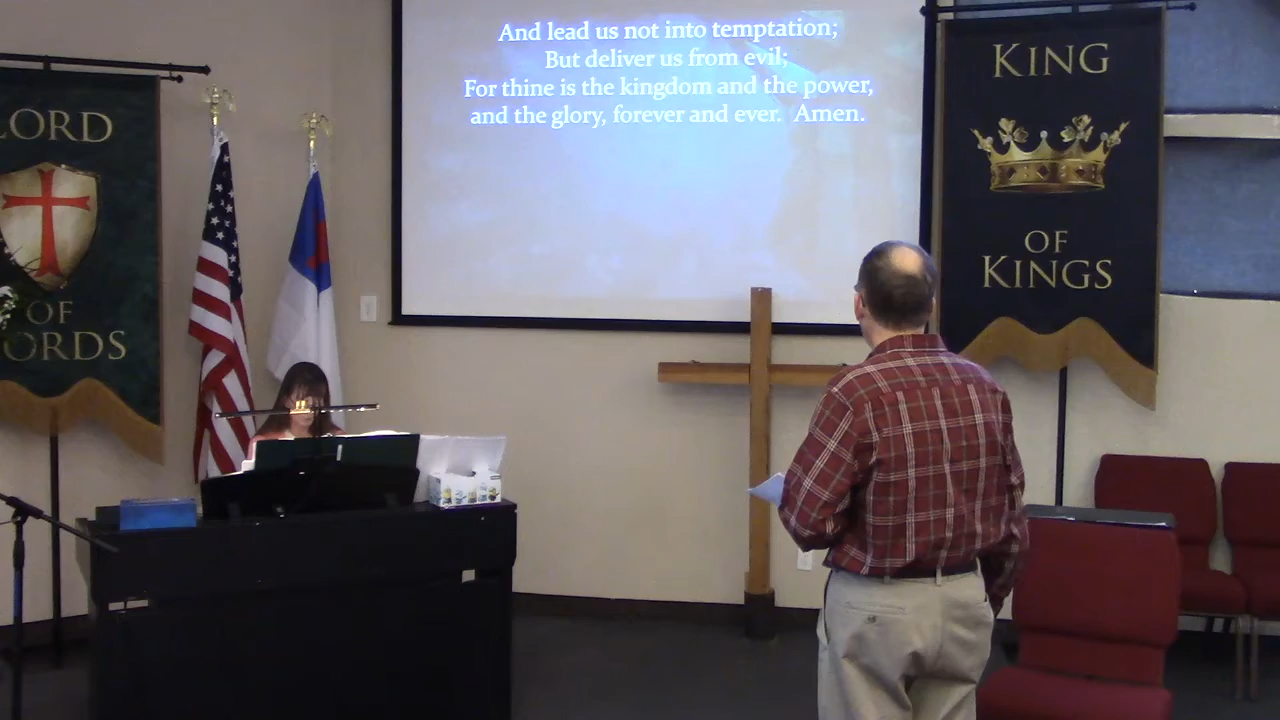 And lead us not into temptation;
But deliver us from evil;
For thine is the kingdom and the power,
and the glory, forever and ever.  Amen.
LORD
OF
ORDS
KING
OF
KINGS